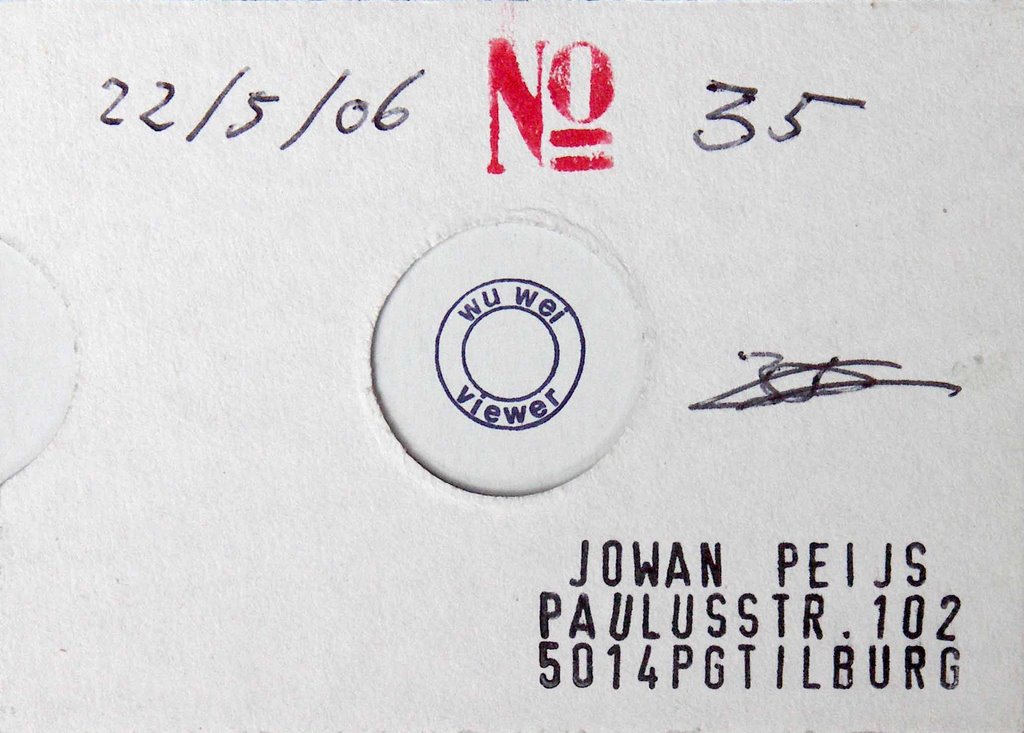 22/5/06 No 35
wu wei
viewer
JOWAN PEIJS
PAULUSSTR.102
5014PGTILBURG